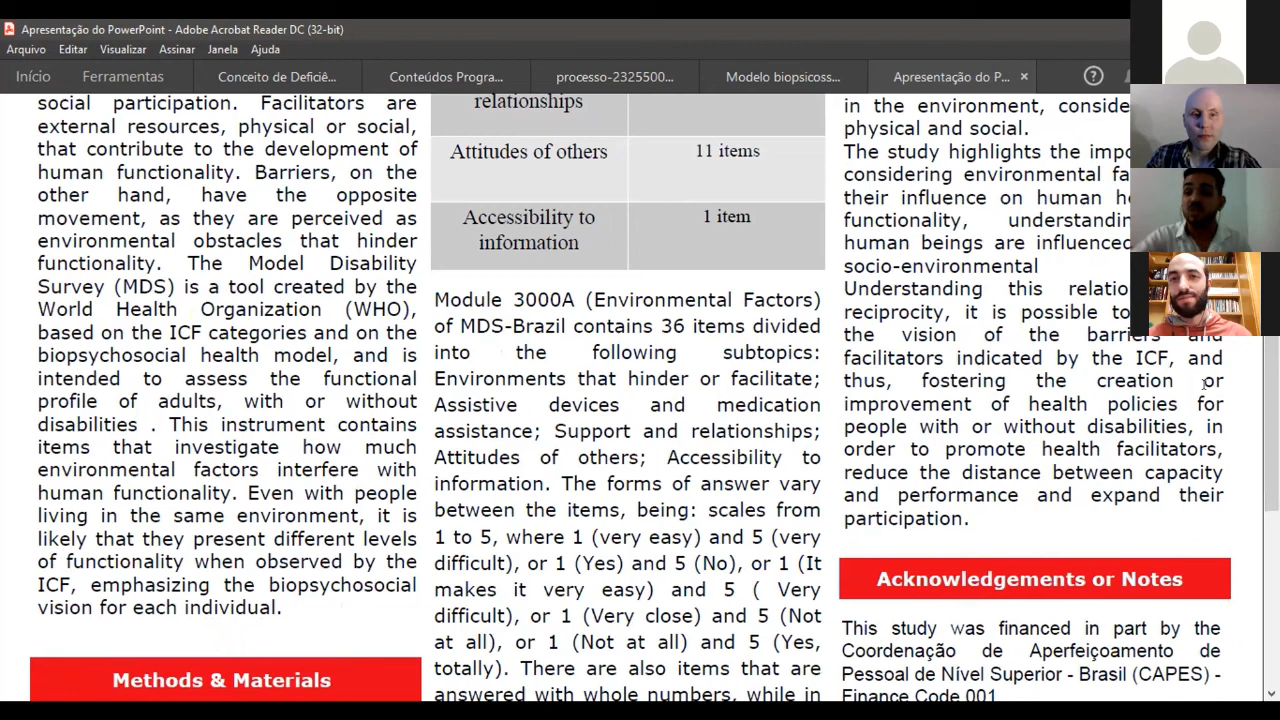 Apresentação do PowerPoint - Adobe Acrobat Reader DC (32-bit)
Arquivo Editar Visualizar Assinar Janela Ajuda
Início Ferramentas Conceito de Deficiê... Conteúdos Progra... processo-2325500... Modelo biopsicoss... Apresentação do P... ×
social participation. Facilitators are
external resources, physical or social,
that contribute to the development of
human functionality. Barriers, on the
other hand, have the opposite
movement, as they are perceived as
environmental obstacles that hinder
functionality. The Model Disability
Survey (MDS) is a tool created by the
World Health Organization (WHO),
based on the ICF categories and on the
biopsychosocial health model, and is
intended to assess the functional
profile of adults, with or without
disabilities . This instrument contains
items that investigate how much
environmental factors interfere with
human functionality. Even with people
living in the same environment, it is
likely that they present different levels
of functionality when observed by the
ICF, emphasizing the biopsychosocial
vision for each individual.
Methods & Materials
relationships
Attitudes of others 11 items
Accessibility to 1 item
information
Module 3000A (Environmental Factors)
of MDS-Brazil contains 36 items divided
into the following subtopics:
Environments that hinder or facilitate;
Assistive devices and medication
assistance; Support and relationships;
Attitudes of others; Accessibility to
information. The forms of answer vary
between the items, being: scales from
1 to 5, where 1 (very easy) and 5 (very
difficult), or 1 (Yes) and 5 (No), or 1 (It
makes it very easy) and 5 ( Very
difficult), or 1 (Very close) and 5 (Not
at all), or 1 (Not at all) and 5 (Yes,
totally). There are also items that are
answered with whole numbers, while in
in the environment,
physical and social.
The study highlights the
considering environmental
their influence on human
functionality, understanding
human beings are influenced
socio-environmental
Understanding this
reciprocity, it is possible to
the vision of the barriers and
facilitators indicated by the ICF, and
thus, fostering the creation or
improvement of health policies for
people with or without disabilities, in
order to promote health facilitators,
reduce the distance between capacity
and performance and expand their
participation.
Acknowledgements or Notes
This study was financed in part by the
Coordenação de Aperfeiçoamento de
Pessoal de Nível Superior - Brasil (CAPES) -
Finance Code 001